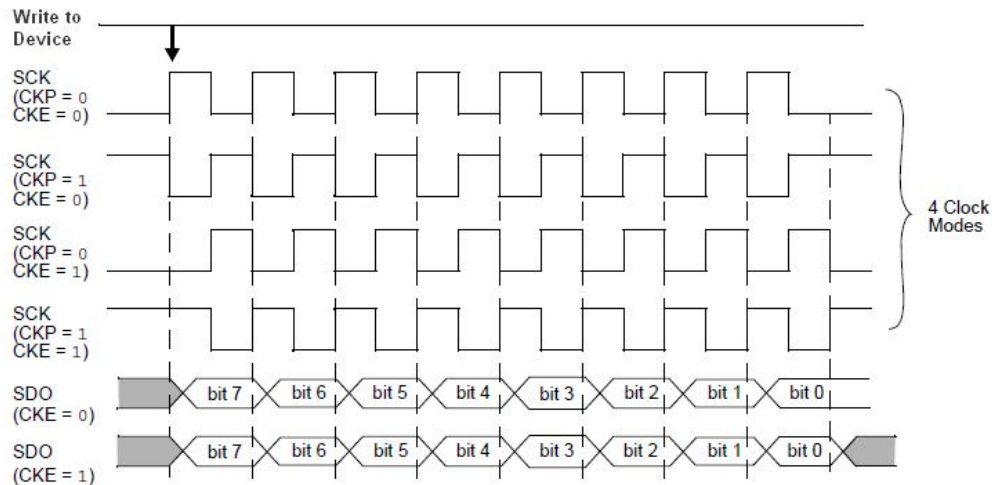 Write to
Device
SCK
(CKP = 0
CKE = 0)
SCK
(CKP = 1
CKE = 0)
SCK
(CKP = 0
CKE = 1)
SCK
(CKP = 1
CKE = 1)
4 Clock
Modes
SDO
(CKE = 0)
bit 7 bit 6 bit 5 bit 4 bit 3 bit 2 bit 1 bit 0
SDO
(CKE = 1)
bit 7 bit 6 bit 5 bit 4 bit 3 bit 2 bit 1 bit 0